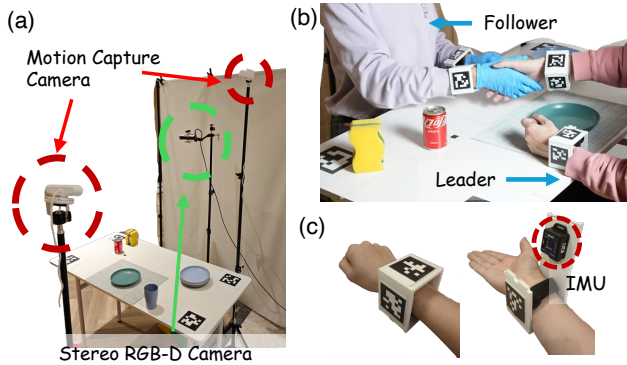 (a)
Motion Capture
Camera
Stereo RGB-D Camera
(b)
Follower
Leader
(c)
IMU